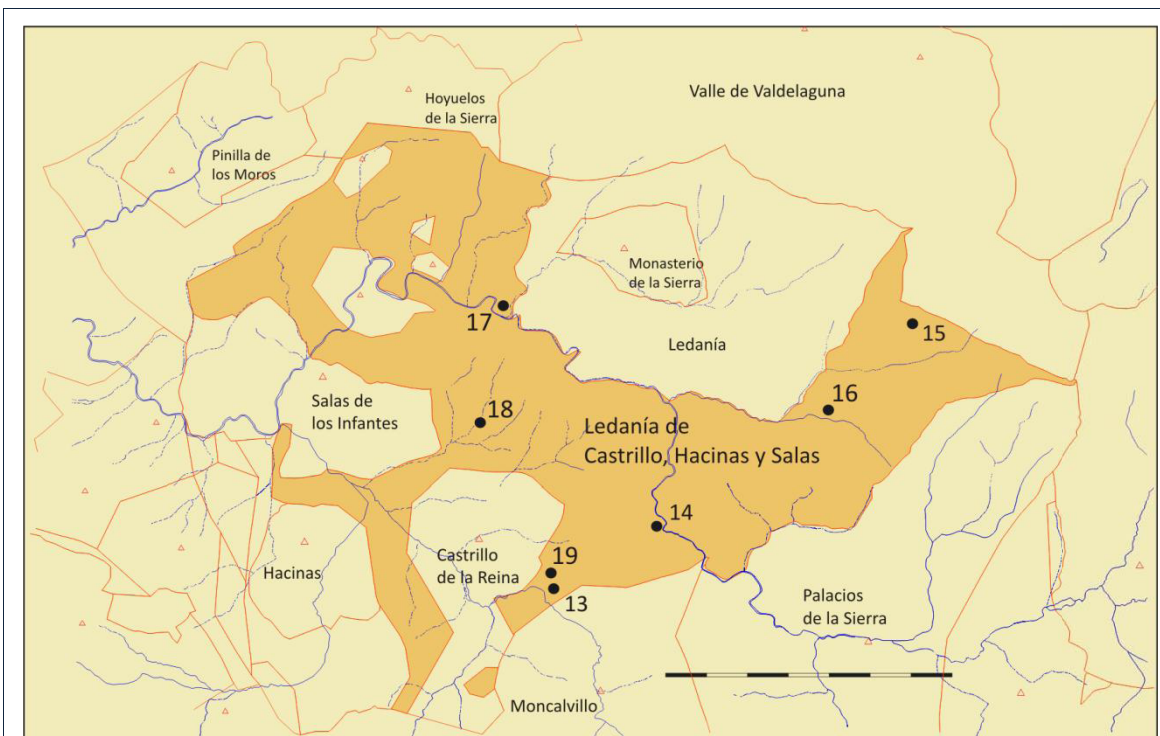 Valle de Valdelaguna
Hoyuelos
de la Sierra
Pinilla de
los Moros
Monasterio
de la Sierra
17
15
Ledanía
Salas de
los Infantes
18
16
Ledanía de
Castrillo, Hacinas y Salas
14
Castrillo
de la Reina
19
Hacinas
13
Palacios
de la Sierra
Moncalvillo